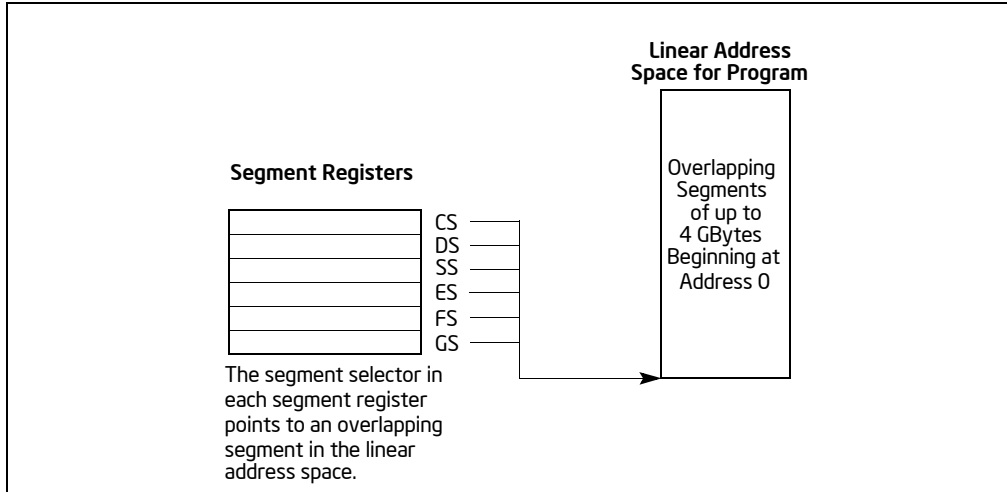 Linear Address
Space for Program
Overlapping
Segments
of up to
4 GBytes
Beginning at
Address 0
Segment Registers
CS
DS
SS
ES
FS
GS
The segment selector in
each segment register
points to an overlapping
segment in the linear
address space.